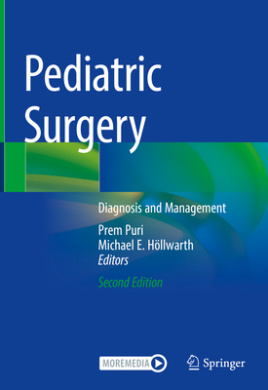 Pediatric
Surgery
Diagnosis and Management
Prem Puri
Michael E. Höllwarth
Editors
Second Edition
MOREMEDIA
Springer